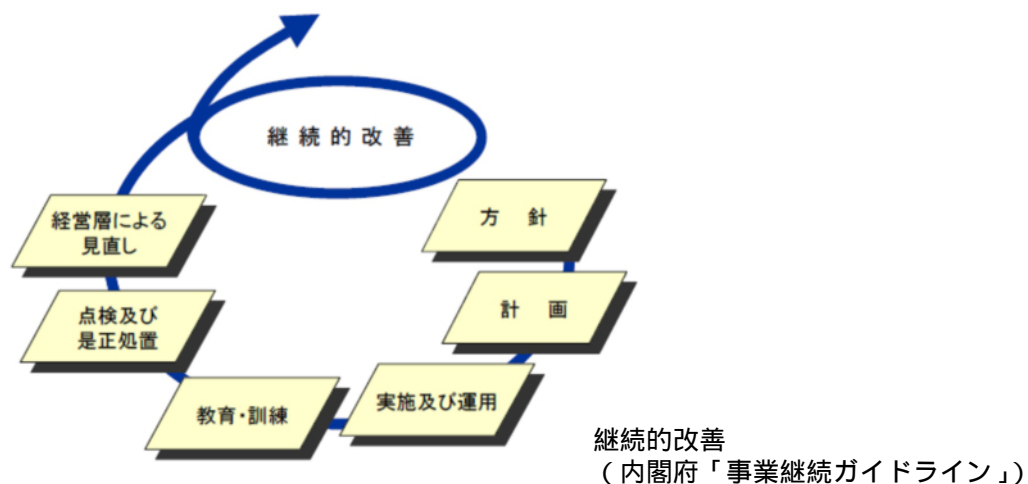 継続的改善
方針
計画
実施及び運用
教育・訓練
点検及び
是正処置
経営層による
見直し
継続的改善
(内閣府「事業継続ガイドライン」)